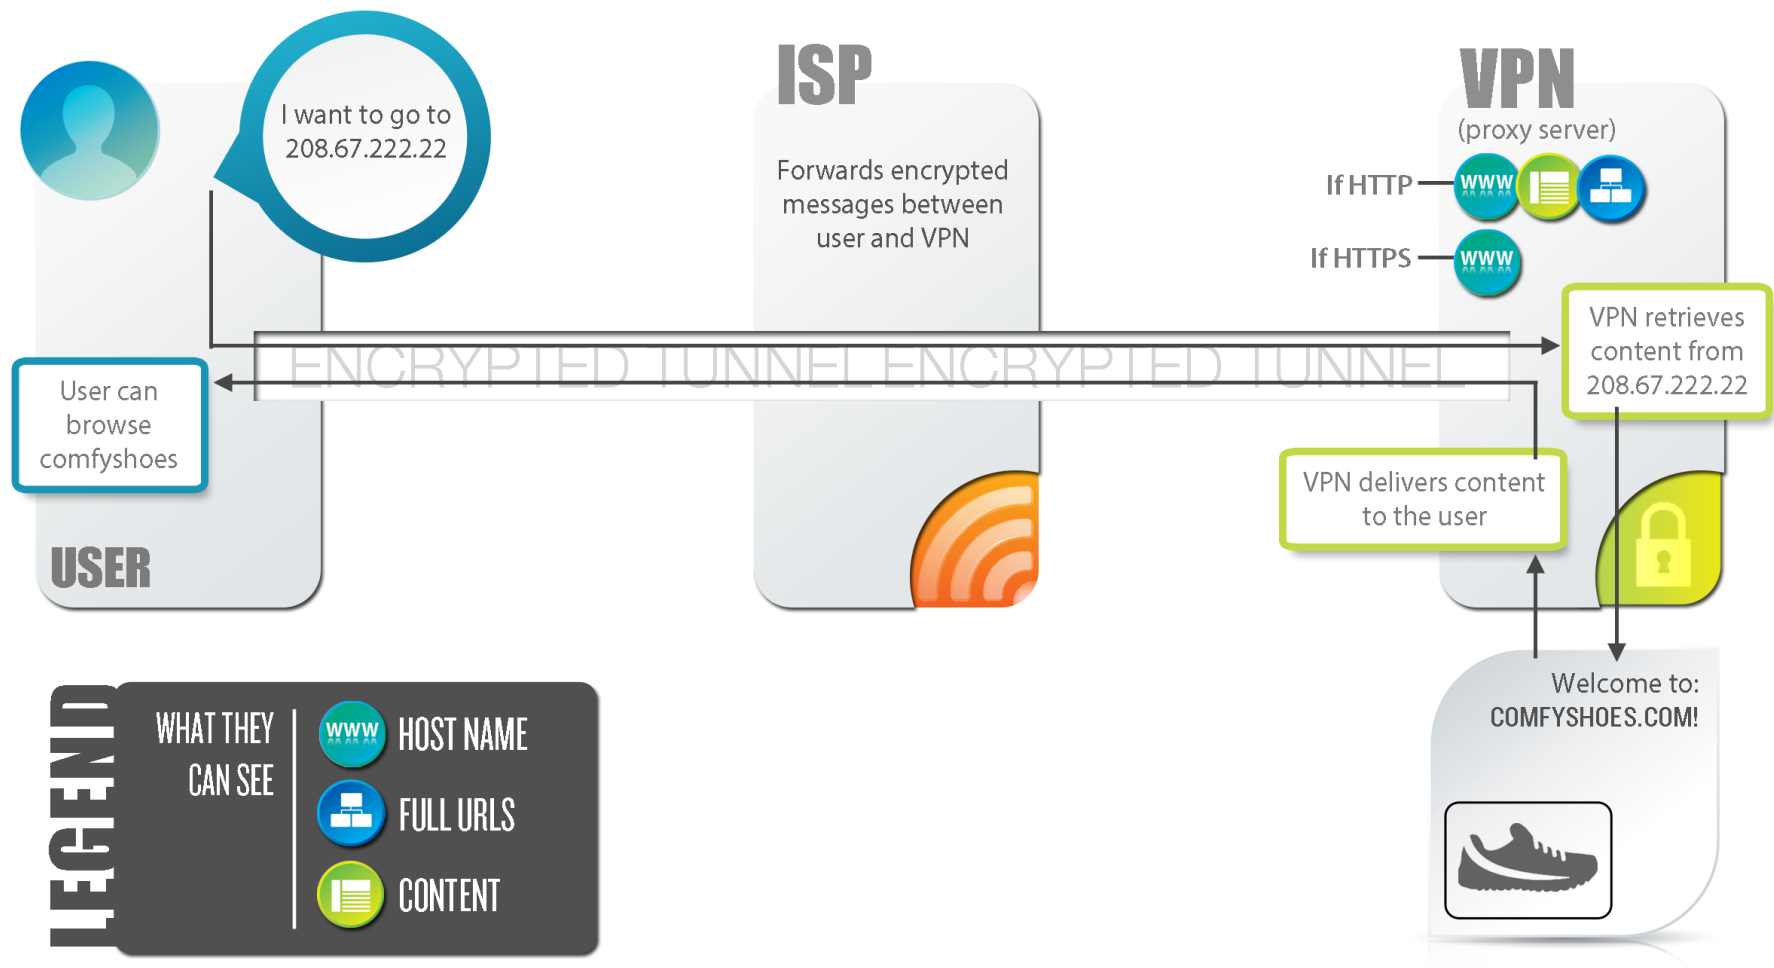 I want to go to
208.67.222.22
User can
browse
comfyshoes
USER
ISP
Forwards encrypted
messages between
user and VPN
ENCRYPTED TUNNEL ENCRYPTED TUNNEL
VPN
(proxy server)
If HTTP
WWW
If HTTPS
WWW
VPN retrieves
content from
208.67.222.22
VPN delivers content
to the user
Welcome to:
COMFYSHOES.COM!
LEGEND
WHAT THEY
CAN SEE
WWW
HOST NAME
FULL URLS
CONTENT